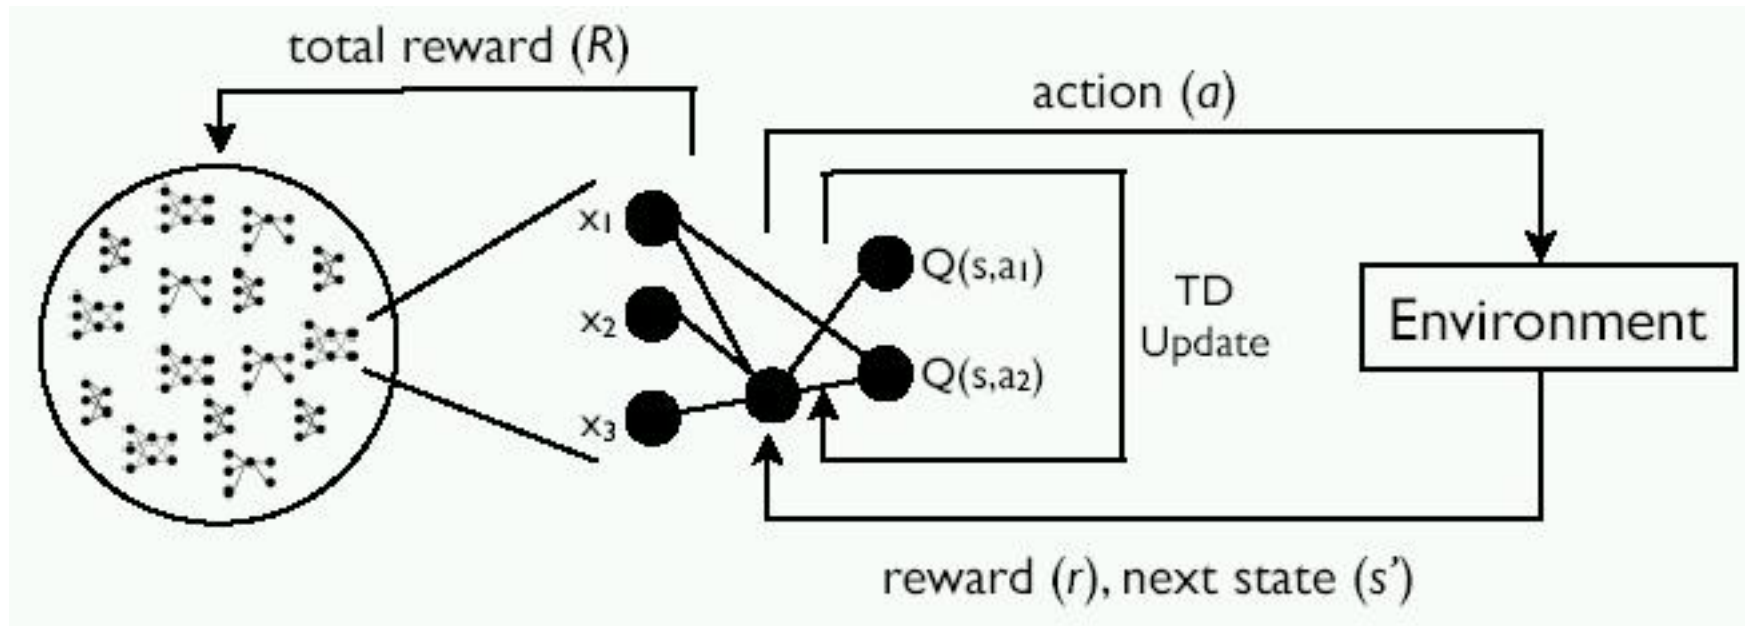 total reward (R)
action (a)
x₁
x₂
x₃
Q(s,a₁)
Q(s,a₂)
TD
Update
Environment
reward (r), next state (s’)